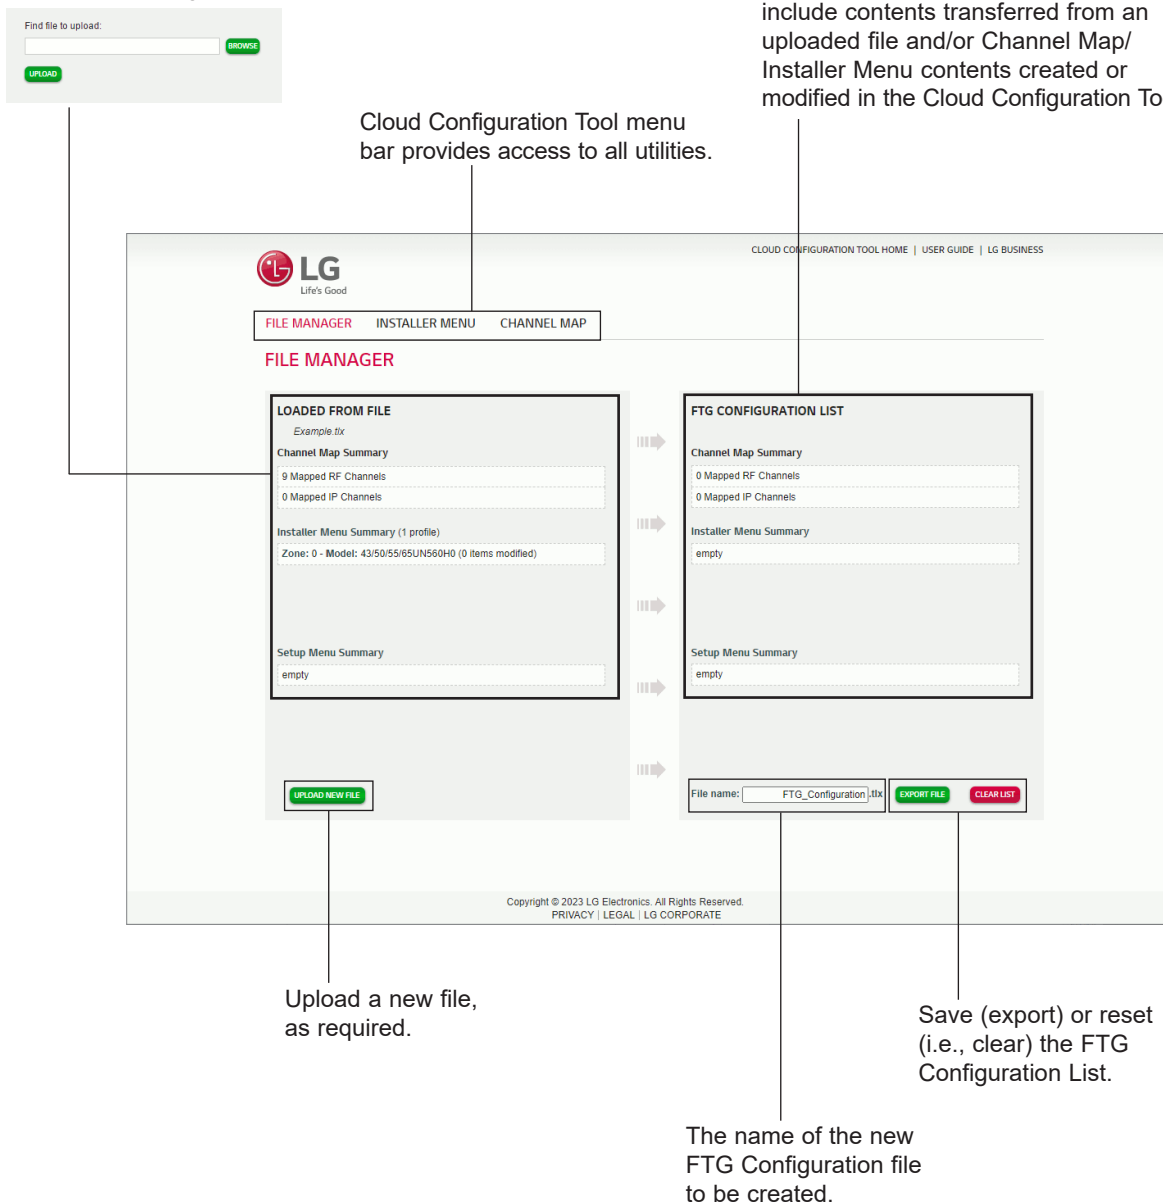 Find file to upload:
BROWSE
UPLOAD
include contents transferred from an
uploaded file and/or Channel Map/
Installer Menu contents created or
modified in the Cloud Configuration To
Cloud Configuration Tool menu
bar provides access to all utilities.
LG
Life's Good
CLOUD CONFIGURATION TOOL HOME | USER GUIDE | LG BUSINESS
FILE MANAGER INSTALLER MENU CHANNEL MAP
FILE MANAGER
LOADED FROM FILE
Example.tlx
Channel Map Summary
9 Mapped RF Channels
0 Mapped IP Channels
Installer Menu Summary (1 profile)
Zone: 0 - Model: 43/50/55/65UN560H0 (0 items modified)
Setup Menu Summary
empty
UPLOAD NEW FILE
FTG CONFIGURATION LIST
Channel Map Summary
0 Mapped RF Channels
0 Mapped IP Channels
Installer Menu Summary
empty
Setup Menu Summary
empty
File name: FTG_Configuration .tlx EXPORT FILE CLEAR LIST
Copyright © 2023 LG Electronics. All Rights Reserved.
PRIVACY | LEGAL | LG CORPORATE
Upload a new file,
as required.
Save (export) or reset
(i.e., clear) the FTG
Configuration List.
The name of the new
FTG Configuration file
to be created.